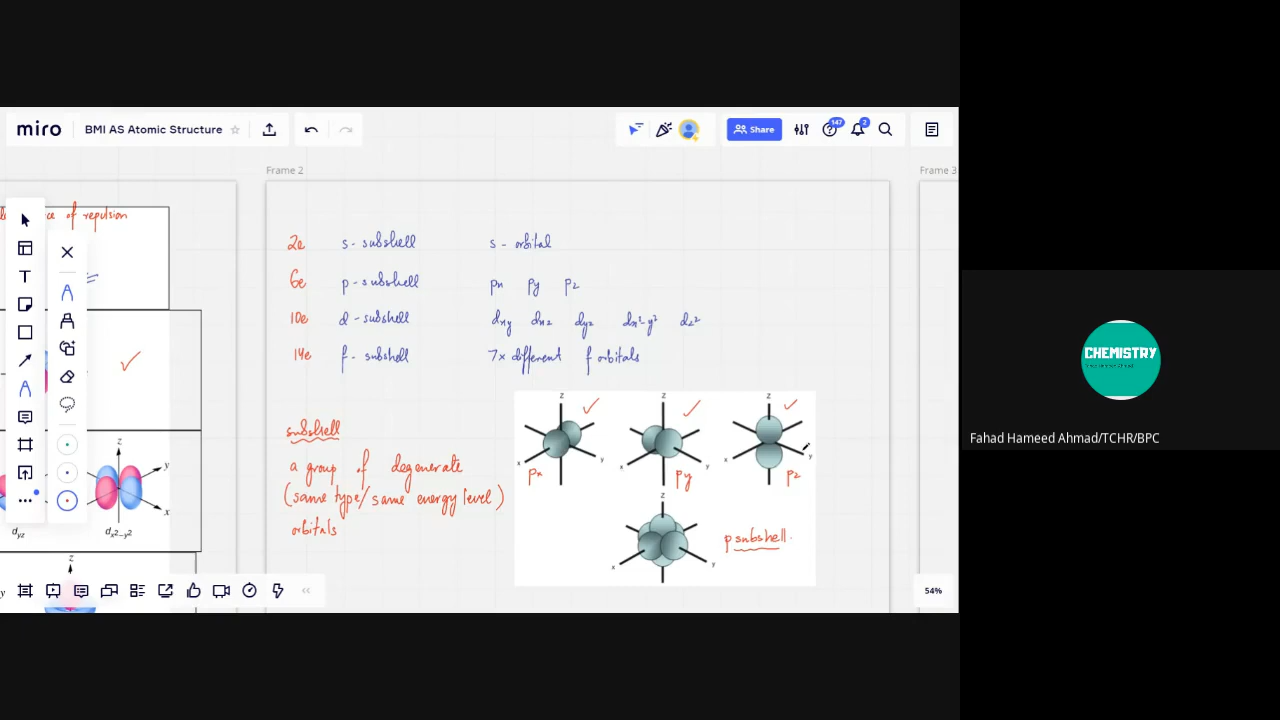 miro
BMI AS Atomic Structure
Share
147
2
Frame 2
Frame 3
of repulsion
2e s - subshell s - orbital
6e p - subshell px py pz
10e d - subshell dxy dxz dyz dx²-y² dz²
14e f - subshell 7x different f orbitals
subshell
a group of degenerate
(same type/same energy level)
orbitals
z z z
x y x y y
px py pz
z
x y
p subshell.
z
y
x
dyz dx²−y²
z
y
54%
CHEMISTRY
Fahad Hameed Ahmad/TCHR/BPC